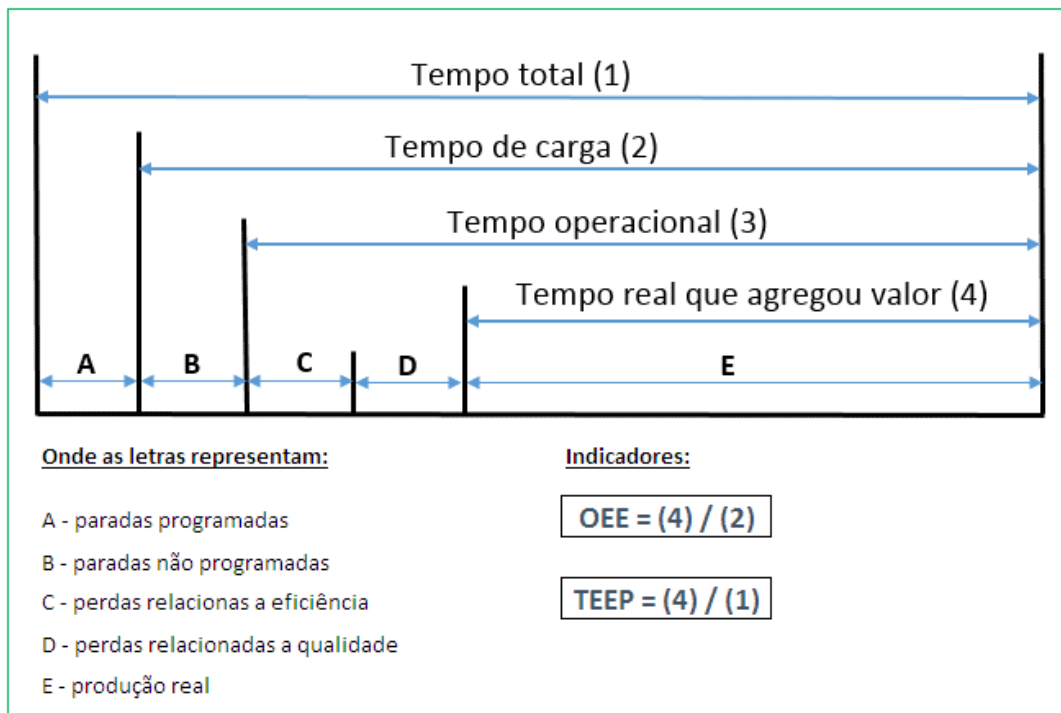 Tempo total (1)
Tempo de carga (2)
Tempo operacional (3)
Tempo real que agregou valor (4)
A B C D E
Onde as letras representam:
A - paradas programadas
B - paradas não programadas
C - perdas relacionas a eficiência
D - perdas relacionadas a qualidade
E - produção real
Indicadores:
OEE = (4) / (2)
TEEP = (4) / (1)